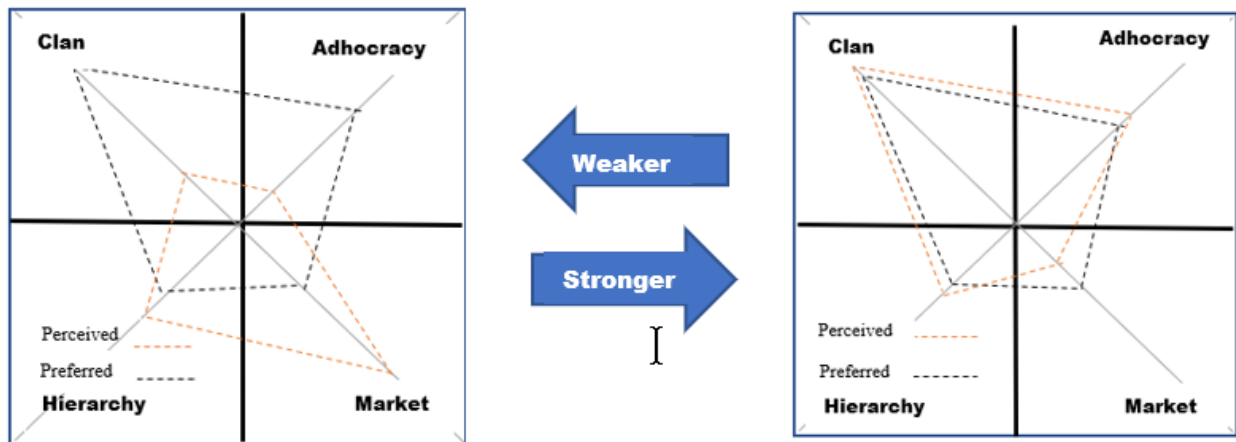 Clan
Adhocracy
Perceived
Preferred
Hierarchy
Market
Weaker
Stronger
Clan
Adhocracy
Perceived
Preferred
Hierarchy
Market